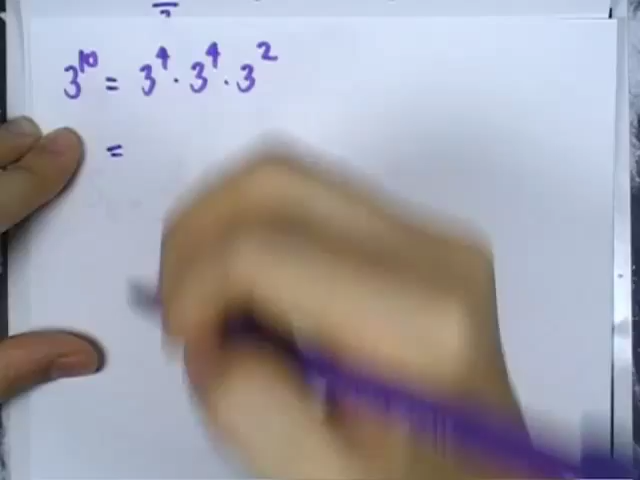 3^10 = 3^4 · 3^4 · 3^2
=